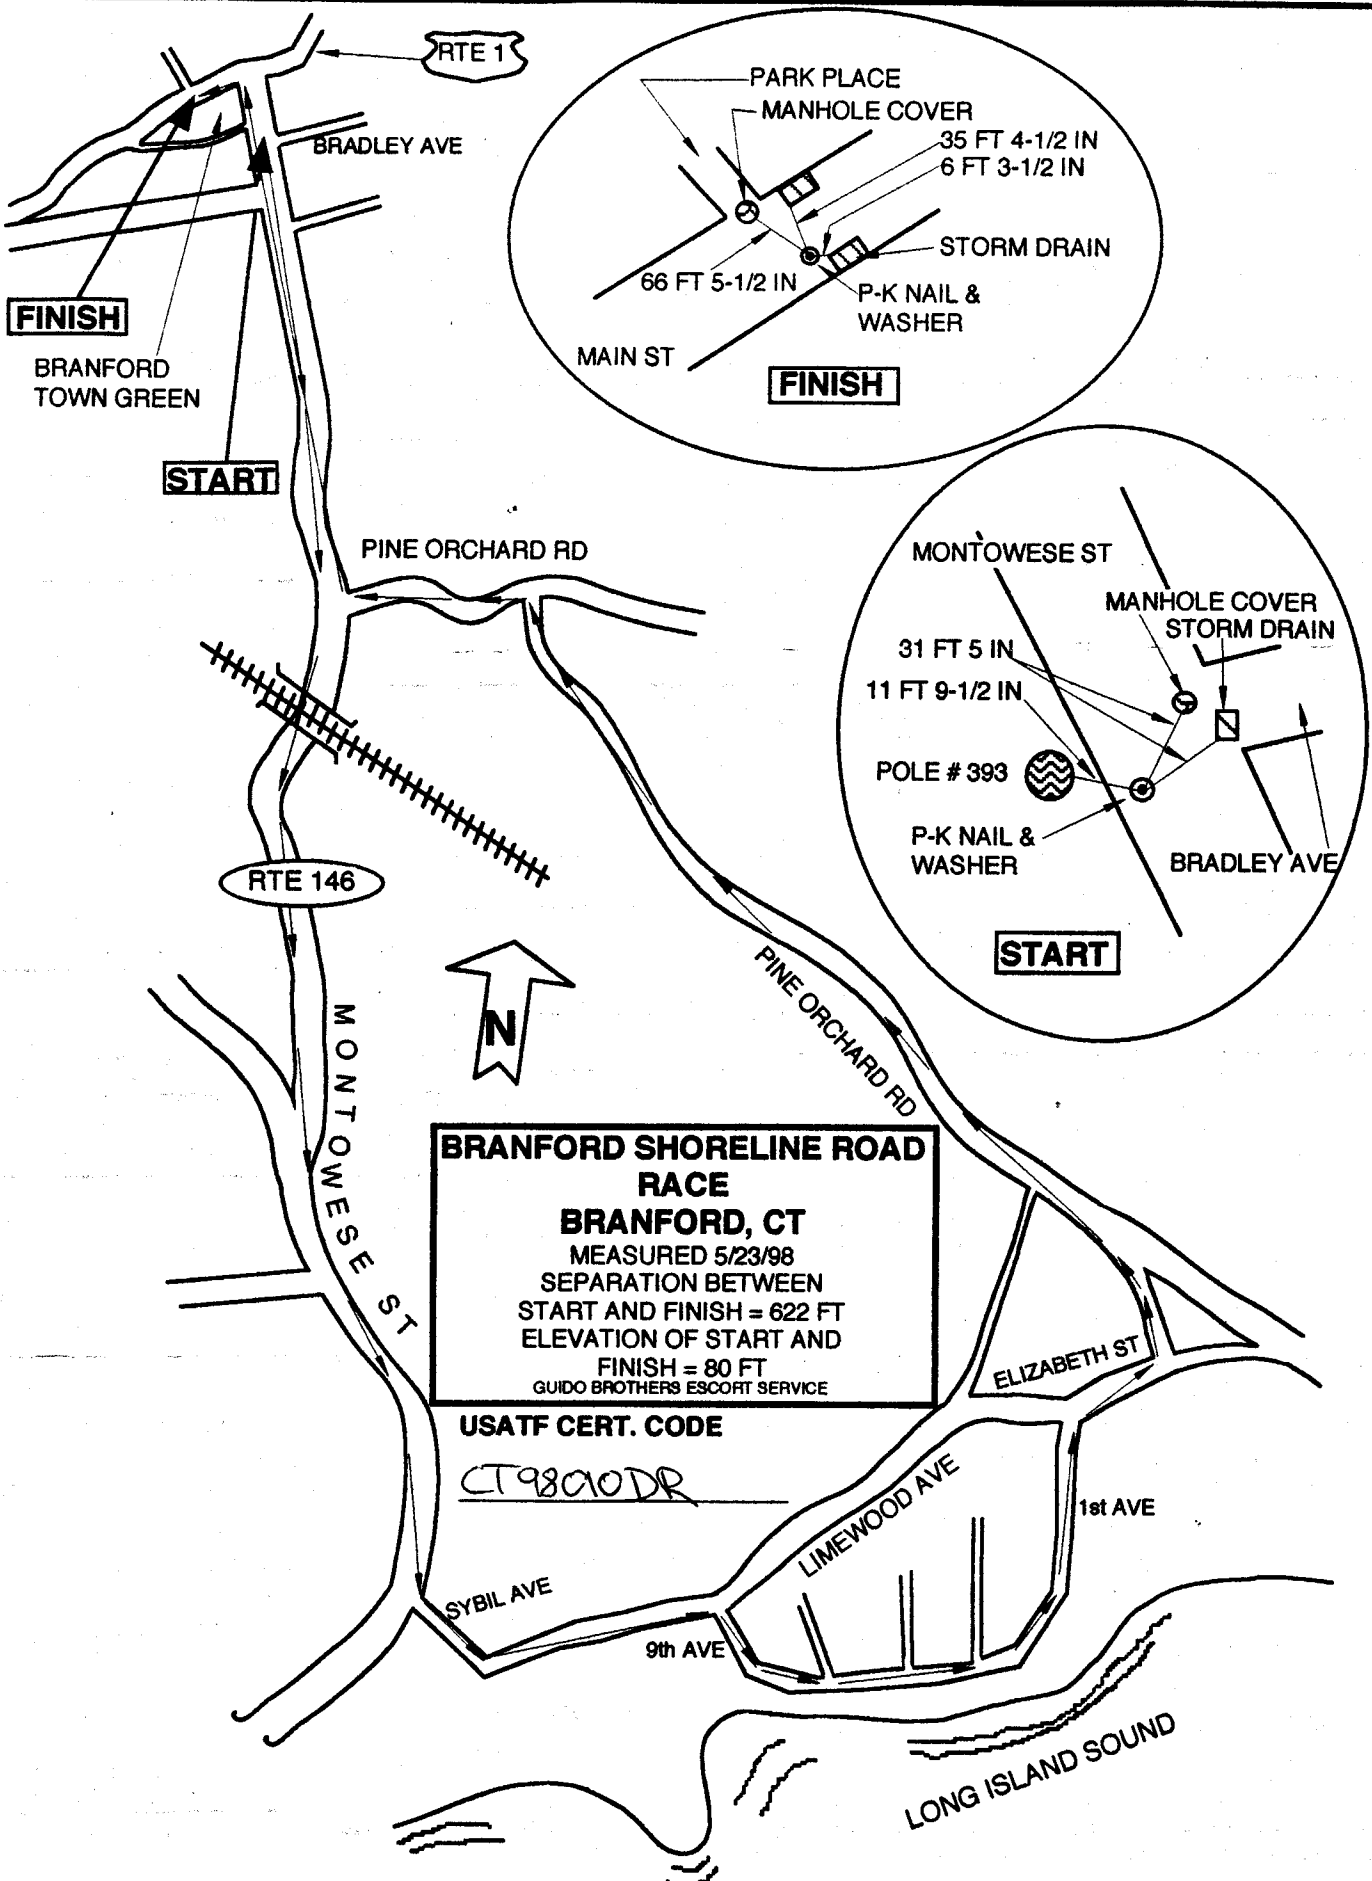 RTE 1
BRADLEY AVE
FINISH
BRANFORD
TOWN GREEN
START
PARK PLACE
MANHOLE COVER
35 FT 4-1/2 IN
6 FT 3-1/2 IN
STORM DRAIN
66 FT 5-1/2 IN
P-K NAIL &
WASHER
MAIN ST
FINISH
PINE ORCHARD RD
MONTOWESE ST
MANHOLE COVER
STORM DRAIN
31 FT 5 IN
11 FT 9-1/2 IN
POLE # 393
P-K NAIL &
WASHER
BRADLEY AVE
START
RTE 146
N
MONTOWESE ST
PINE ORCHARD RD
BRANFORD SHORELINE ROAD
RACE
BRANFORD, CT
MEASURED 5/23/98
SEPARATION BETWEEN
START AND FINISH = 622 FT
ELEVATION OF START AND
FINISH = 80 FT
GUIDO BROTHERS ESCORT SERVICE
USATF CERT. CODE
CT98010DR
ELIZABETH ST
LIMEWOOD AVE
1st AVE
SYBIL AVE
9th AVE
LONG ISLAND SOUND